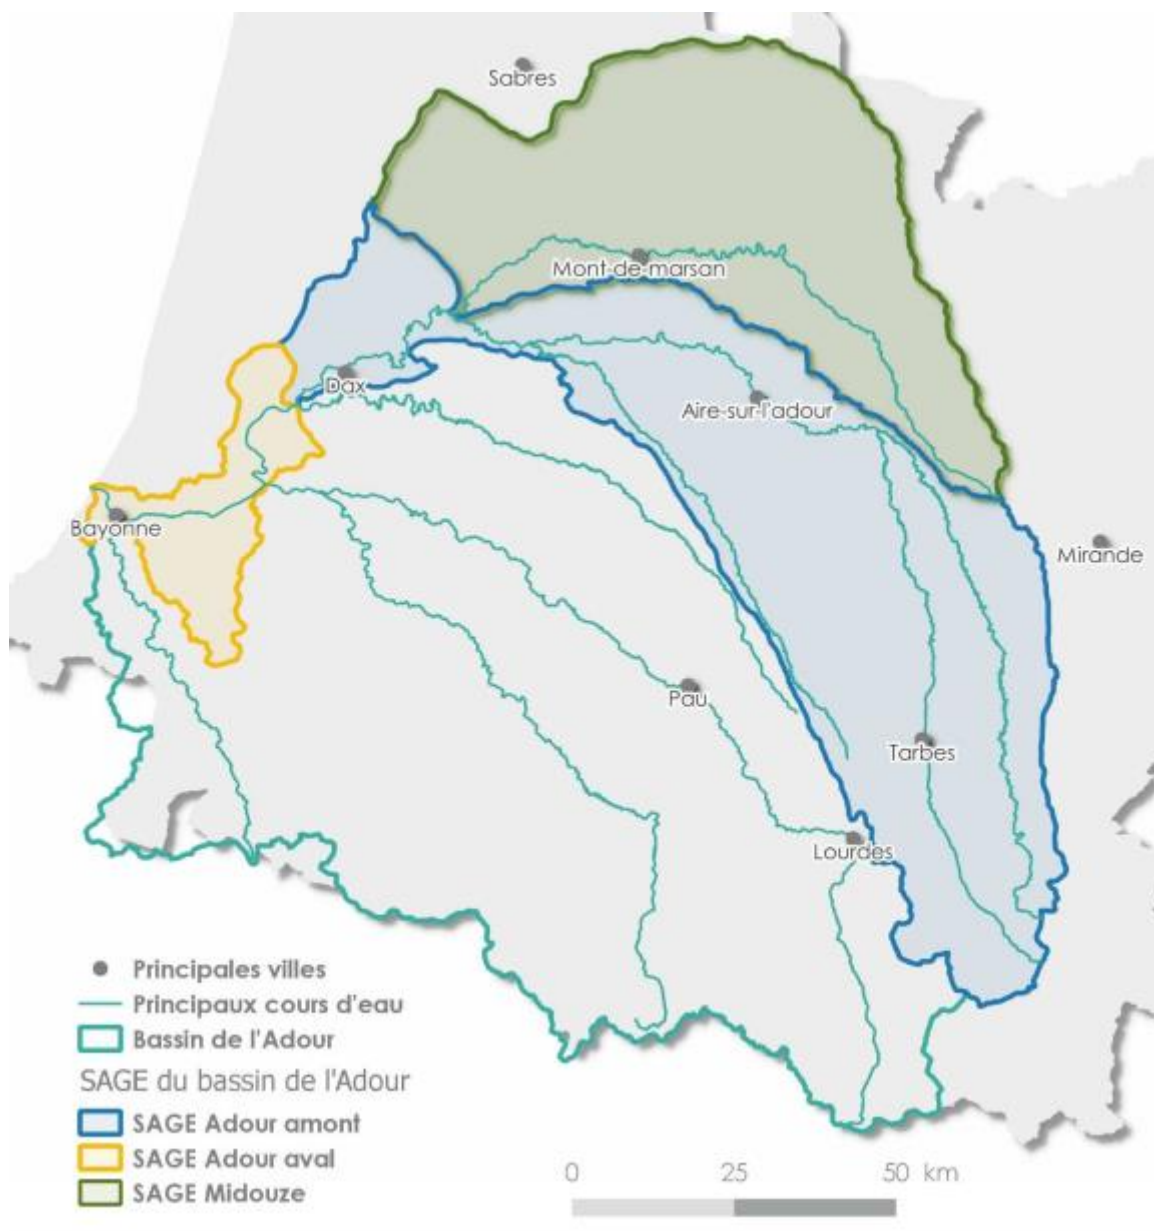 Sabres
Mont-de-marsan
Dax
Aire-sur-l'adour
Bayonne
Mirande
Pau
Tarbes
Lourdes
Principales villes
Principaux cours d'eau
Bassin de l'Adour
SAGE du bassin de l'Adour
SAGE Adour amont
SAGE Adour aval
SAGE Midouze
0 25 50 km